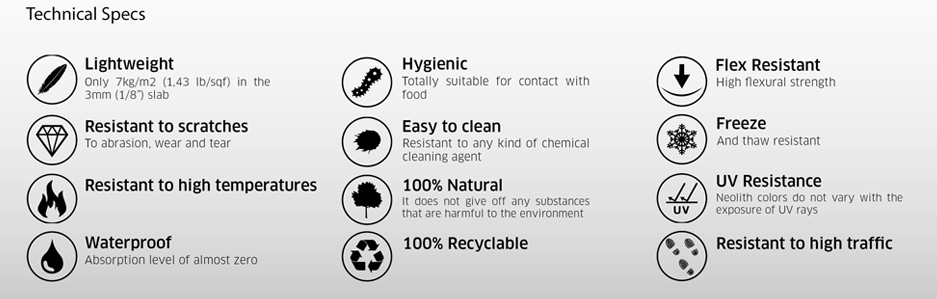 Technical Specs
Lightweight
Only 7kg/m2 (1,43 lb/sqf) in the
3mm (1/8") slab
Resistant to scratches
To abrasion, wear and tear
Resistant to high temperatures
Waterproof
Absorption level of almost zero
Hygienic
Totally suitable for contact with
food
Easy to clean
Resistant to any kind of chemical
cleaning agent
100% Natural
It does not give off any substances
that are harmful to the environment
100% Recyclable
Flex Resistant
High flexural strength
Freeze
And thaw resistant
UV
UV Resistance
Neolith colors do not vary with the
exposure of UV rays
Resistant to high traffic